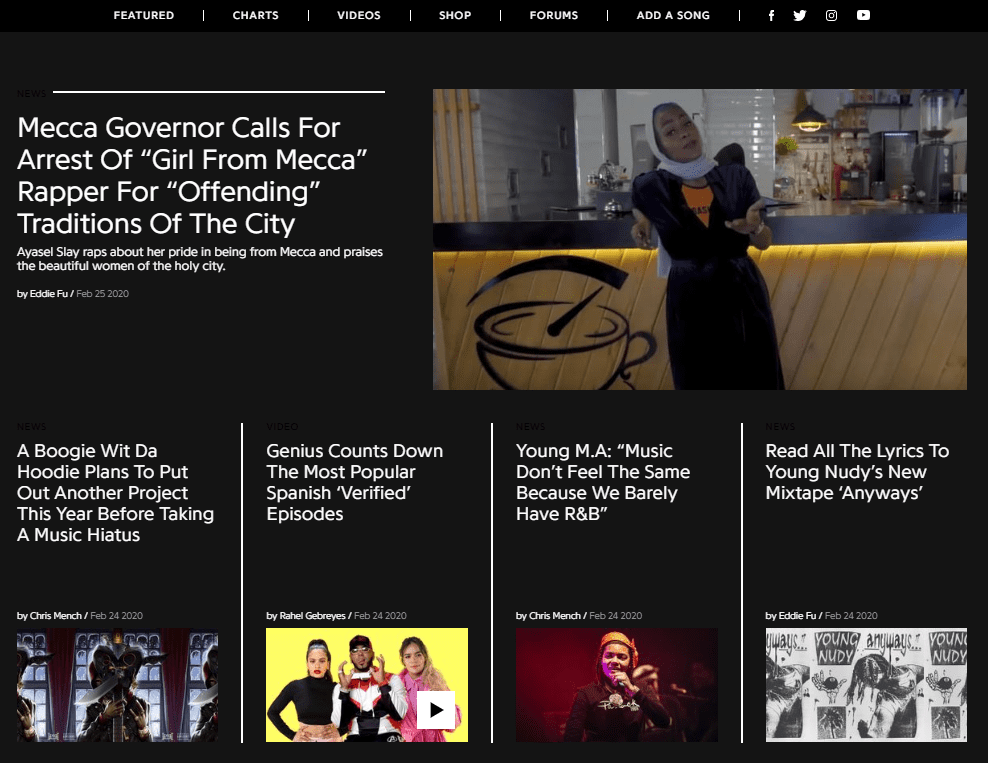 FEATURED
CHARTS
VIDEOS
SHOP
FORUMS
ADD A SONG
NEWS
Mecca Governor Calls For
Arrest Of “Girl From Mecca”
Rapper For “Offending”
Traditions Of The City
Ayasel Slay raps about her pride in being from Mecca and praises
the beautiful women of the holy city.
by Eddie Fu / Feb 25 2020
NEWS
A Boogie Wit Da
Hoodie Plans To Put
Out Another Project
This Year Before Taking
A Music Hiatus
by Chris Mench / Feb 24 2020
VIDEO
Genius Counts Down
The Most Popular
Spanish ‘Verified’
Episodes
by Rahel Gebreyes / Feb 24 2020
NEWS
Young M.A: “Music
Don’t Feel The Same
Because We Barely
Have R&B”
by Chris Mench / Feb 24 2020
NEWS
Read All The Lyrics To
Young Nudy’s New
Mixtape ‘Anyways’
by Eddie Fu / Feb 24 2020
YOUNG
NUDY
anyways...
YOUNG
NUDY